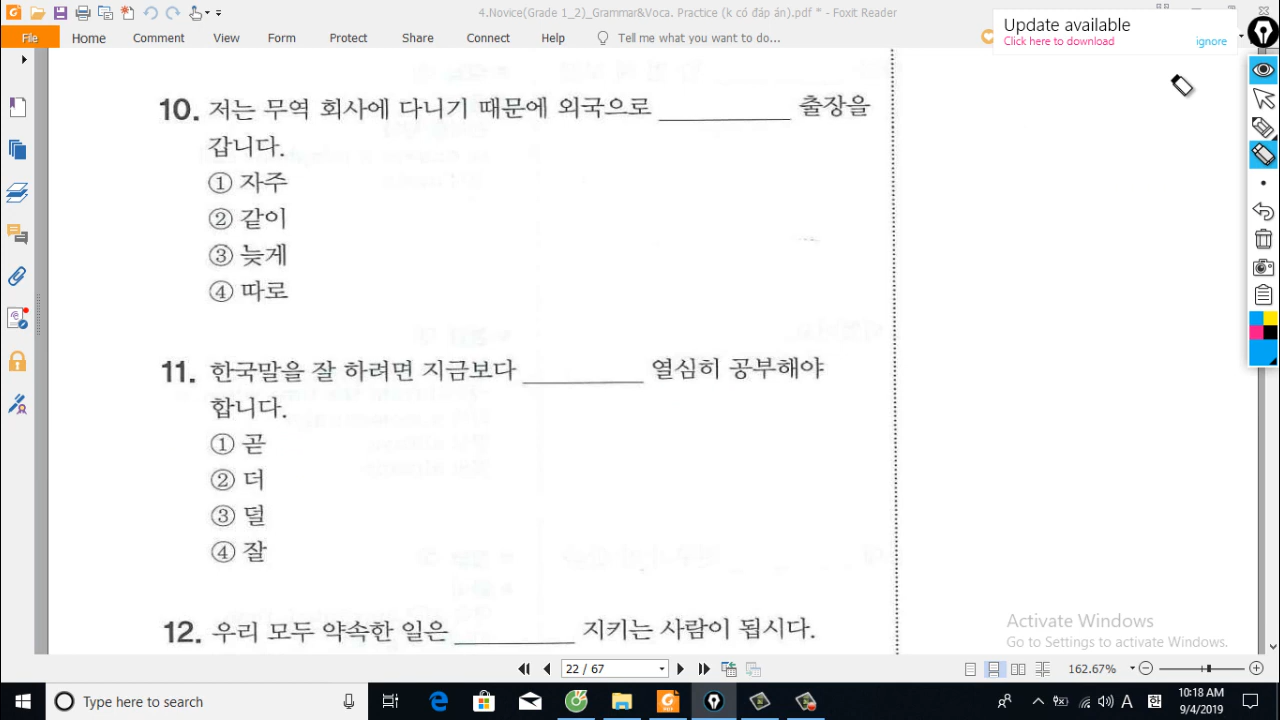 4.Novice(Grade 1_2)_Grammar&Voca. Practice (k có đáp án).pdf * - Foxit Reader
Update available
Click here to download
ignore
File Home Comment View Form Protect Share Connect Help Tell me what you want to do...
10. 저는 무역 회사에 다니기 때문에 외국으로 __________ 출장을
갑니다.
① 자주
② 같이
③ 늦게
④ 따로
11. 한국말을 잘 하려면 지금보다 __________ 열심히 공부해야
합니다.
① 곧
② 더
③ 덜
④ 잘
12. 우리 모두 약속한 일은 __________ 지키는 사람이 됩시다.
Activate Windows
Go to Settings to activate Windows.
22 / 67
162.67%
Type here to search
A 한
10:18 AM
9/4/2019